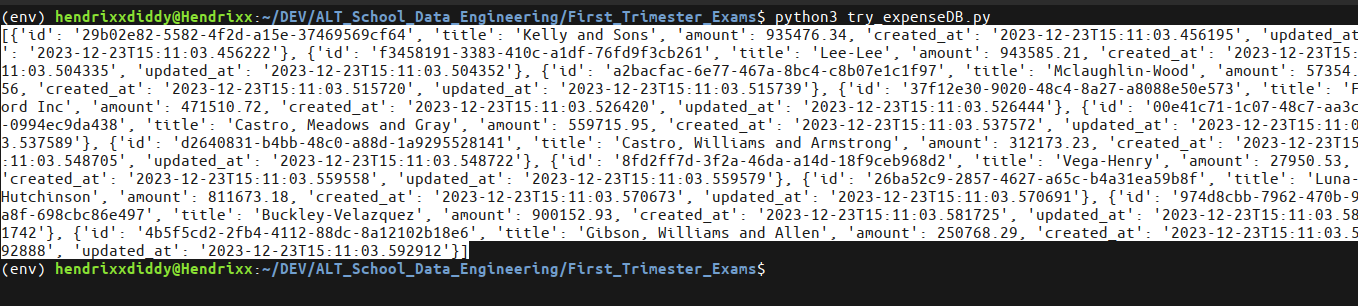 (env) hendrixxdiddy@Hendrixx:~/DEV/ALT_School_Data_Engineering/First_Trimester_Exams$ python3 try_expenseDB.py
[{'id': '29b02e82-5582-4f2d-a15e-37469569cf64', 'title': 'Kelly and Sons', 'amount': 935476.34, 'created_at': '2023-12-23T15:11:03.456195', 'updated_at
': '2023-12-23T15:11:03.456222'}, {'id': 'f3458191-3383-410c-a1df-76fd9f3cb261', 'title': 'Lee-Lee', 'amount': 943585.21, 'created_at': '2023-12-23T15:
11:03.504335', 'updated_at': '2023-12-23T15:11:03.504352'}, {'id': 'a2bacfac-6e77-467a-8bc4-c8b07e1c1f97', 'title': 'Mclaughlin-Wood', 'amount': 57354.
56, 'created_at': '2023-12-23T15:11:03.515720', 'updated_at': '2023-12-23T15:11:03.515739'}, {'id': '37f12e30-9020-48c4-8a27-a8088e50e573', 'title': 'F
ord Inc', 'amount': 471510.72, 'created_at': '2023-12-23T15:11:03.526420', 'updated_at': '2023-12-23T15:11:03.526444'}, {'id': '00e41c71-1c07-48c7-aa3c
-0994ec9da438', 'title': 'Castro, Meadows and Gray', 'amount': 559715.95, 'created_at': '2023-12-23T15:11:03.537572', 'updated_at': '2023-12-23T15:11:0
3.537589'}, {'id': 'd2640831-b4bb-48c0-a88d-1a9295528141', 'title': 'Castro, Williams and Armstrong', 'amount': 312173.23, 'created_at': '2023-12-23T15
:11:03.548705', 'updated_at': '2023-12-23T15:11:03.548722'}, {'id': '8fd2ff7d-3f2a-46da-a14d-18f9ceb968d2', 'title': 'Vega-Henry', 'amount': 27950.53,
'created_at': '2023-12-23T15:11:03.559558', 'updated_at': '2023-12-23T15:11:03.559579'}, {'id': '26ba52c9-2857-4627-a65c-b4a31ea59b8f', 'title': 'Luna-
Hutchinson', 'amount': 811673.18, 'created_at': '2023-12-23T15:11:03.570673', 'updated_at': '2023-12-23T15:11:03.570691'}, {'id': '974d8cbb-7962-470b-9
a8f-698cbc86e497', 'title': 'Buckley-Velazquez', 'amount': 900152.93, 'created_at': '2023-12-23T15:11:03.581725', 'updated_at': '2023-12-23T15:11:03.58
1742'}, {'id': '4b5f5cd2-2fb4-4112-88dc-8a12102b18e6', 'title': 'Gibson, Williams and Allen', 'amount': 250768.29, 'created_at': '2023-12-23T15:11:03.5
92888', 'updated_at': '2023-12-23T15:11:03.592912'}]
(env) hendrixxdiddy@Hendrixx:~/DEV/ALT_School_Data_Engineering/First_Trimester_Exams$